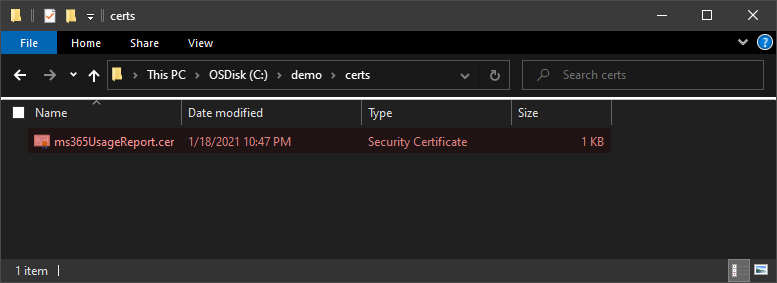 certs
File Home Share View
This PC OSDisk (C:) demo certs Search certs
Name Date modified Type Size
ms365UsageReport.cer 1/18/2021 10:47 PM Security Certificate 1 KB
1 item